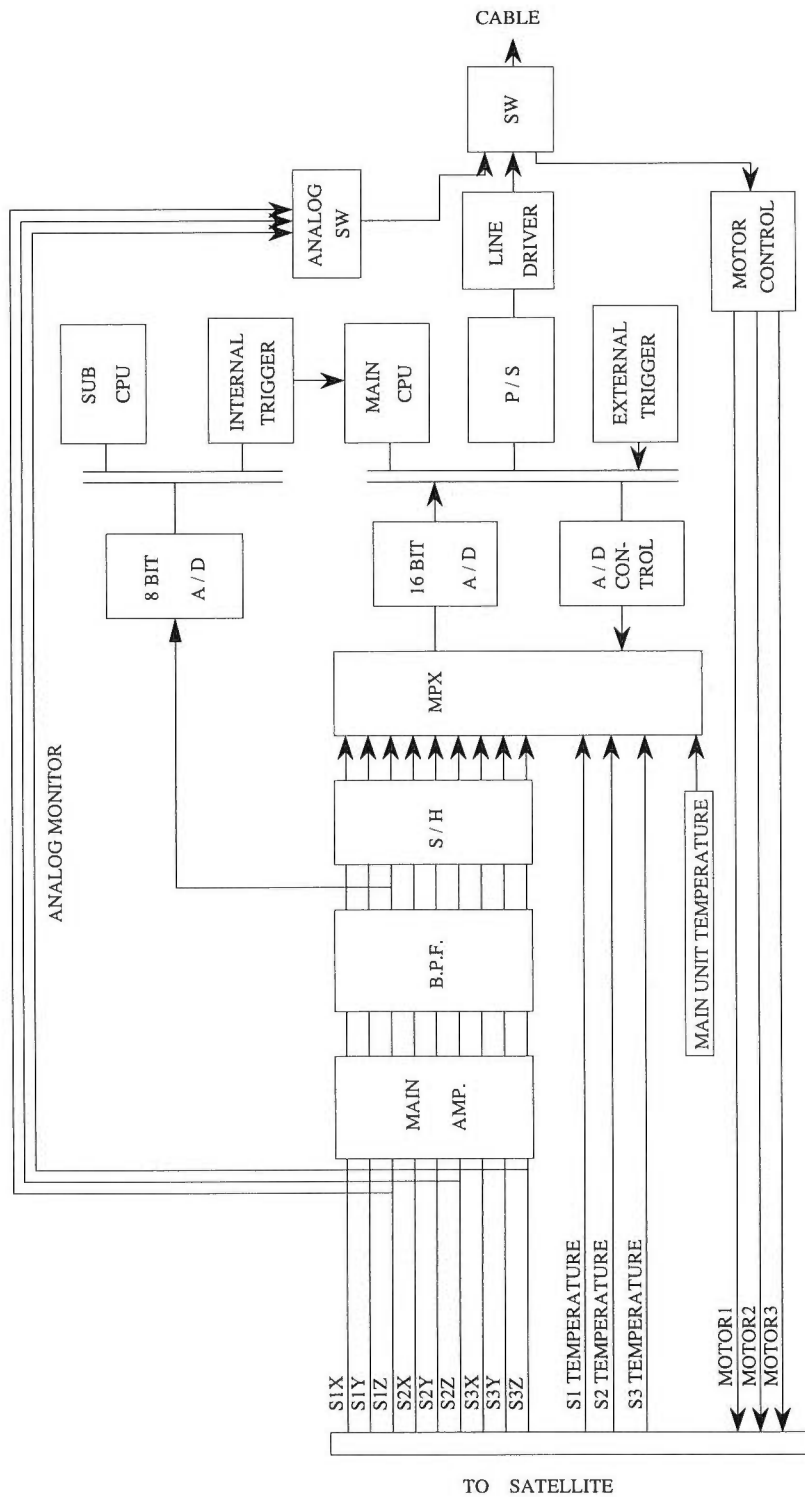 CABLE
SW
ANALOG
SW
LINE
DRIVER
MOTOR
CONTROL
SUB
CPU
INTERNAL
TRIGGER
MAIN
CPU
P / S
EXTERNAL
TRIGGER
8 BIT
A / D
16 BIT
A / D
A / D
CON-
TROL
ANALOG MONITOR
MPX
S / H
B.P.F.
MAIN
AMP.
MAIN UNIT TEMPERATURE
S1X
S1Y
S1Z
S2X
S2Y
S2Z
S3X
S3Y
S3Z
S1 TEMPERATURE
S2 TEMPERATURE
S3 TEMPERATURE
MOTOR1
MOTOR2
MOTOR3
TO SATELLITE